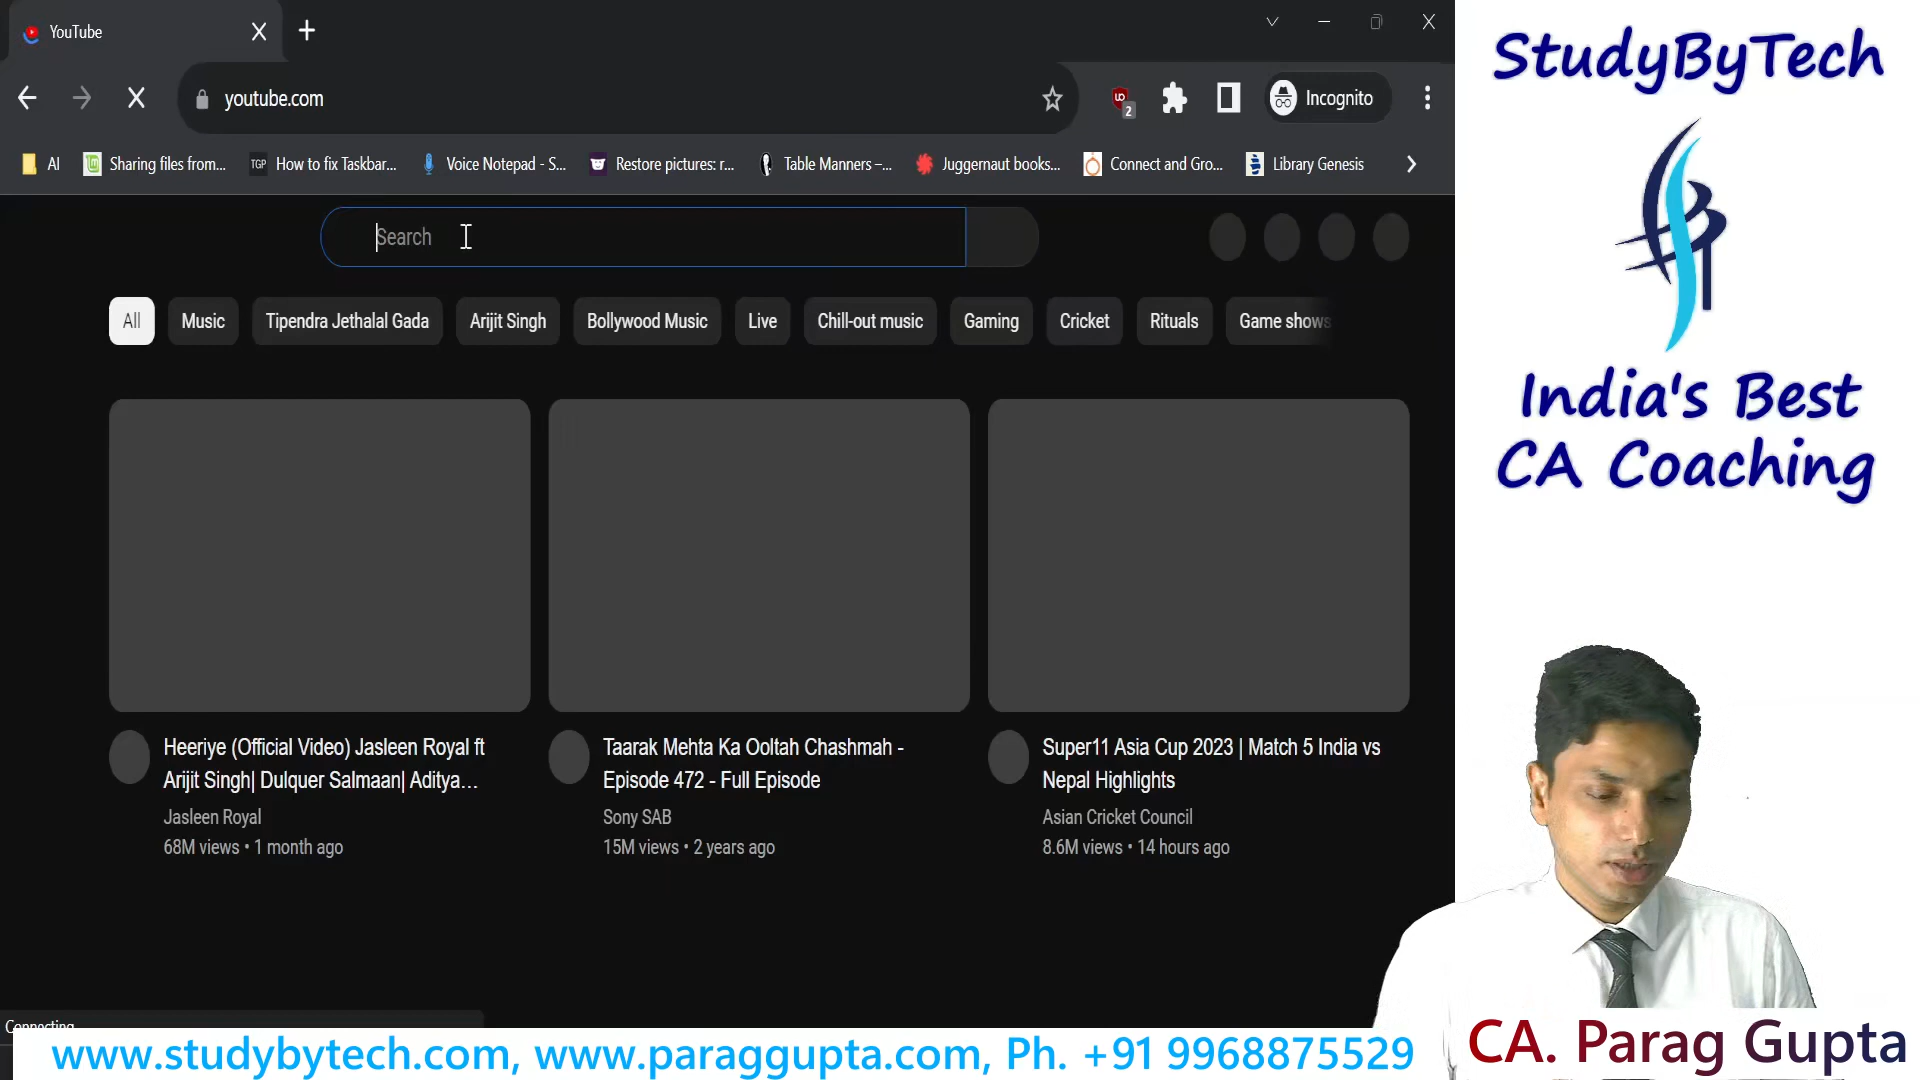 YouTube
youtube.com
2
Incognito
AI
Sharing files from...
TGP
How to fix Taskbar...
Voice Notepad - S...
Restore pictures: r...
Table Manners –...
Juggernaut books...
Connect and Gro...
Library Genesis
Search
All
Music
Tipendra Jethalal Gada
Arijit Singh
Bollywood Music
Live
Chill-out music
Gaming
Cricket
Rituals
Game shows
Heeriye (Official Video) Jasleen Royal ft
Arijit Singh| Dulquer Salmaan| Aditya...
Jasleen Royal
68M views • 1 month ago
Taarak Mehta Ka Ooltah Chashmah -
Episode 472 - Full Episode
Sony SAB
15M views • 2 years ago
Super11 Asia Cup 2023 | Match 5 India vs
Nepal Highlights
Asian Cricket Council
8.6M views • 14 hours ago
Connecting
StudyByTech
India's Best
CA Coaching
www.studybytech.com, www.paraggupta.com, Ph. +91 9968875529
CA. Parag Gupta